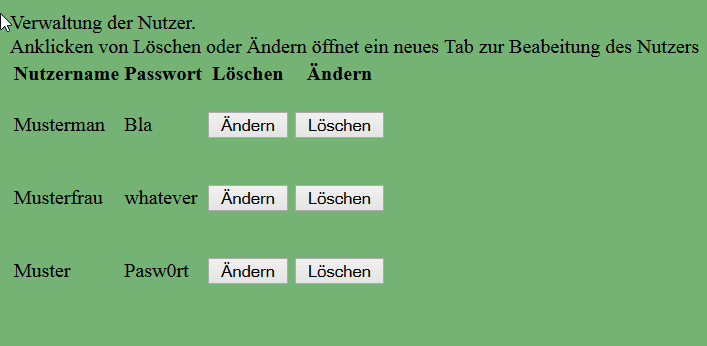 Verwaltung der Nutzer.
Anklicken von Löschen oder Ändern öffnet ein neues Tab zur Beabeitung des Nutzers
Nutzername Passwort Löschen Ändern
Musterman Bla Ändern Löschen
Musterfrau whatever Ändern Löschen
Muster Pasw0rt Ändern Löschen